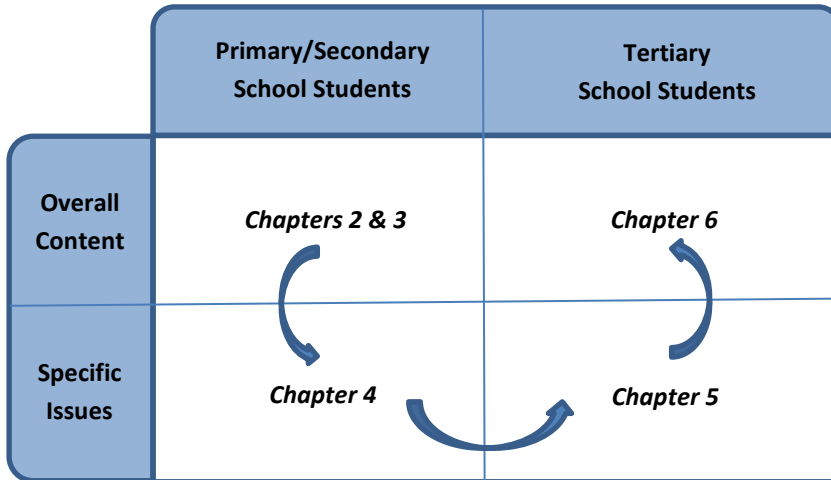 Primary/Secondary
School Students
Tertiary
School Students
Overall
Content
Chapters 2 & 3
Chapter 6
Specific
Issues
Chapter 4
Chapter 5